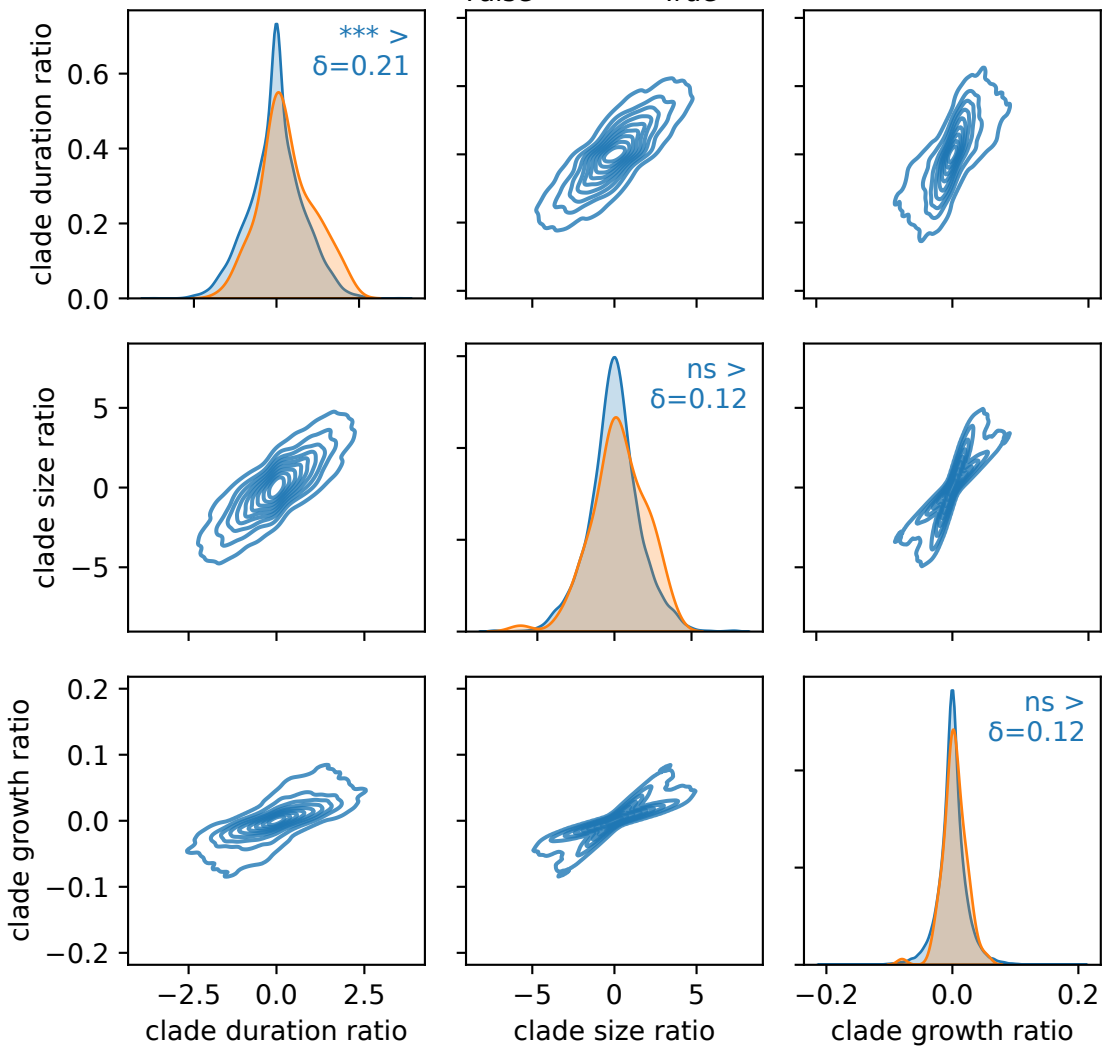 *** >
δ=0.21
clade duration ratio
0.6
0.4
0.2
0.0
ns >
δ=0.12
clade size ratio
5
0
−5
ns >
δ=0.12
clade growth ratio
0.2
0.1
0.0
−0.1
−0.2
−2.5 0.0 2.5 −5 0 5 −0.2 0.0 0.2
clade duration ratio clade size ratio clade growth ratio